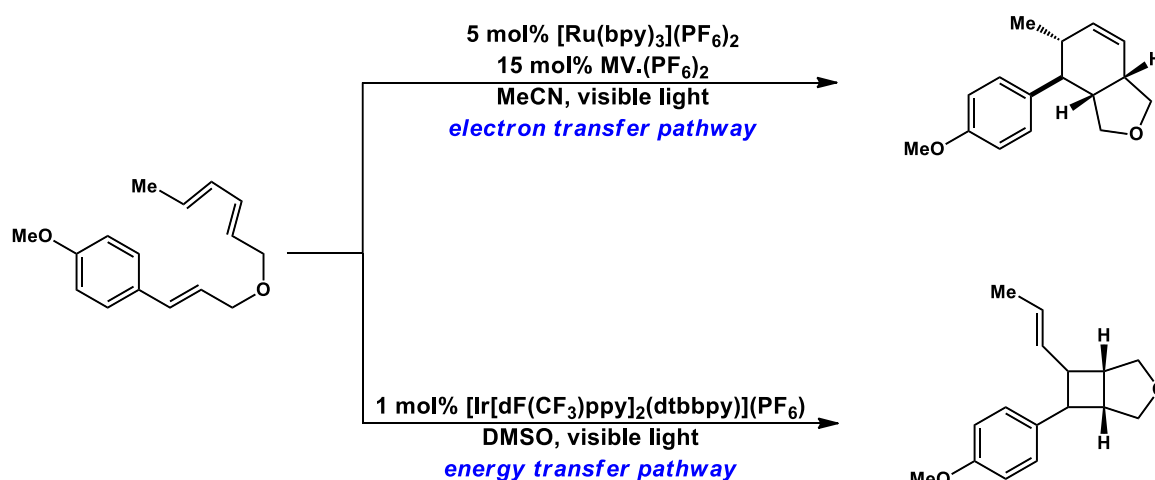 5 mol% [Ru(bpy)3](PF6)2
15 mol% MV.(PF6)2
MeCN, visible light
electron transfer pathway
Me
H
H
O
MeO
Me
MeO
O
Me
H
1 mol% [Ir[dF(CF3)ppy]2(dtbbpy)](PF6)
O
DMSO, visible light
H
energy transfer pathway
MeO